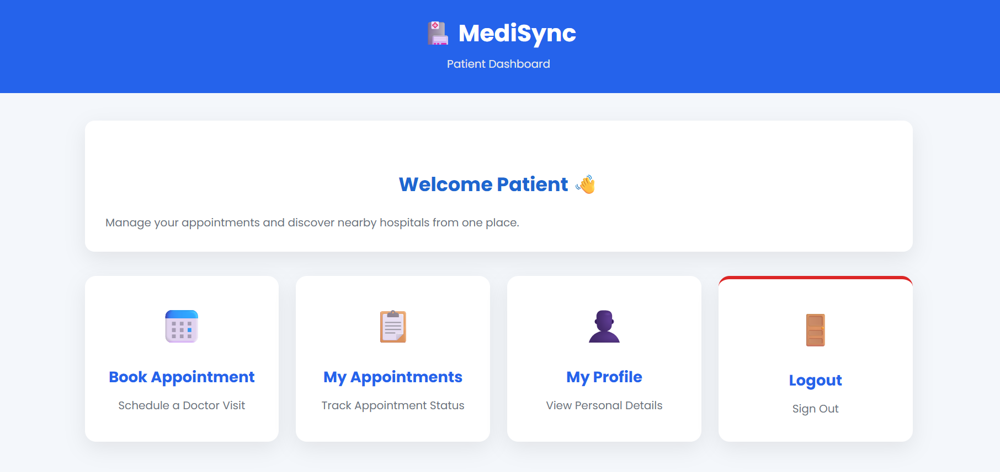 MediSync
Patient Dashboard
Welcome Patient 👋
Manage your appointments and discover nearby hospitals from one place.
Book Appointment
Schedule a Doctor Visit
My Appointments
Track Appointment Status
My Profile
View Personal Details
Logout
Sign Out